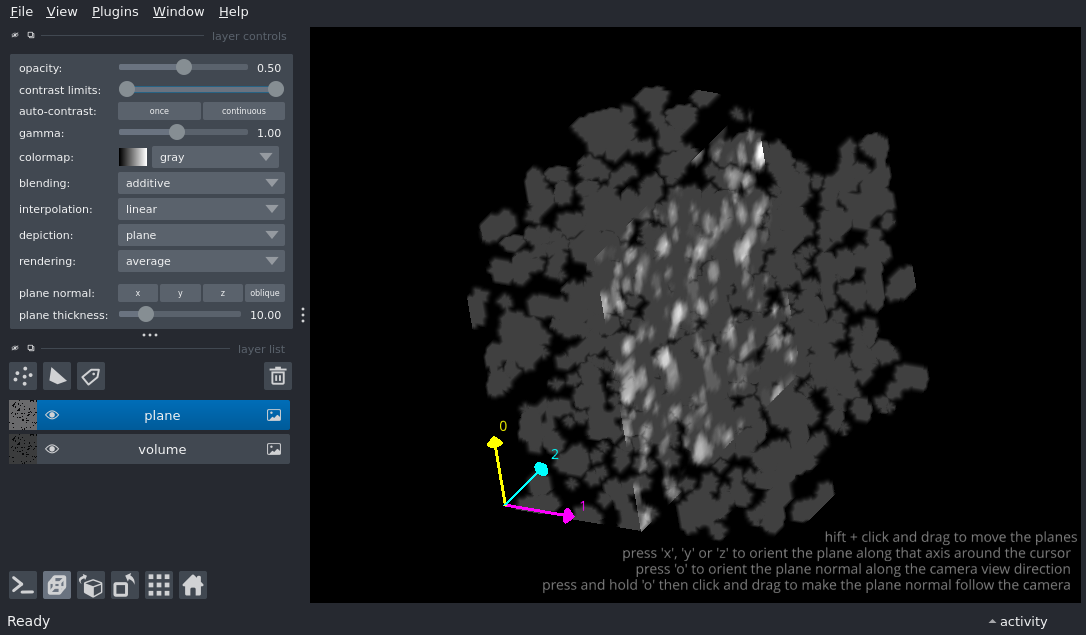 File View Plugins Window Help
layer controls
opacity: 0.50
contrast limits:
auto-contrast: once continuous
gamma: 1.00
colormap: gray
blending: additive
interpolation: linear
depiction: plane
rendering: average
plane normal: x y z oblique
plane thickness: 10.00
layer list
plane
volume
0
2
1
hift + click and drag to move the planes
press 'x', 'y' or 'z' to orient the plane along that axis around the cursor
press 'o' to orient the plane normal along the camera view direction
press and hold 'o' then click and drag to make the plane normal follow the camera
Ready activity